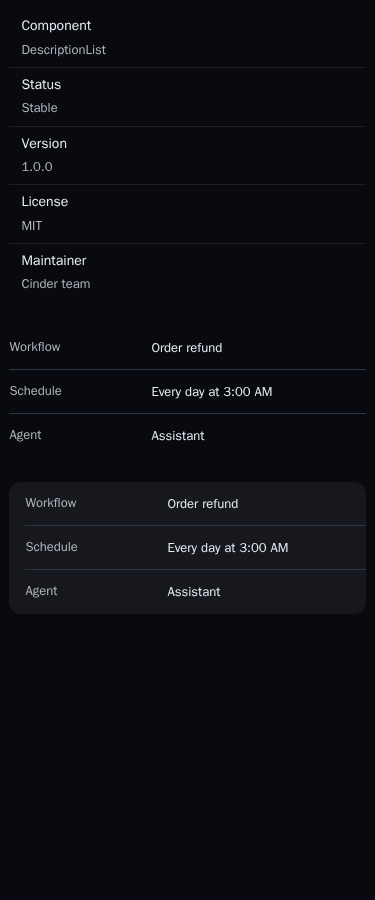 Component
DescriptionList
Status
Stable
Version
1.0.0
License
MIT
Maintainer
Cinder team
Workflow Order refund
Schedule Every day at 3:00 AM
Agent Assistant
Workflow Order refund
Schedule Every day at 3:00 AM
Agent Assistant